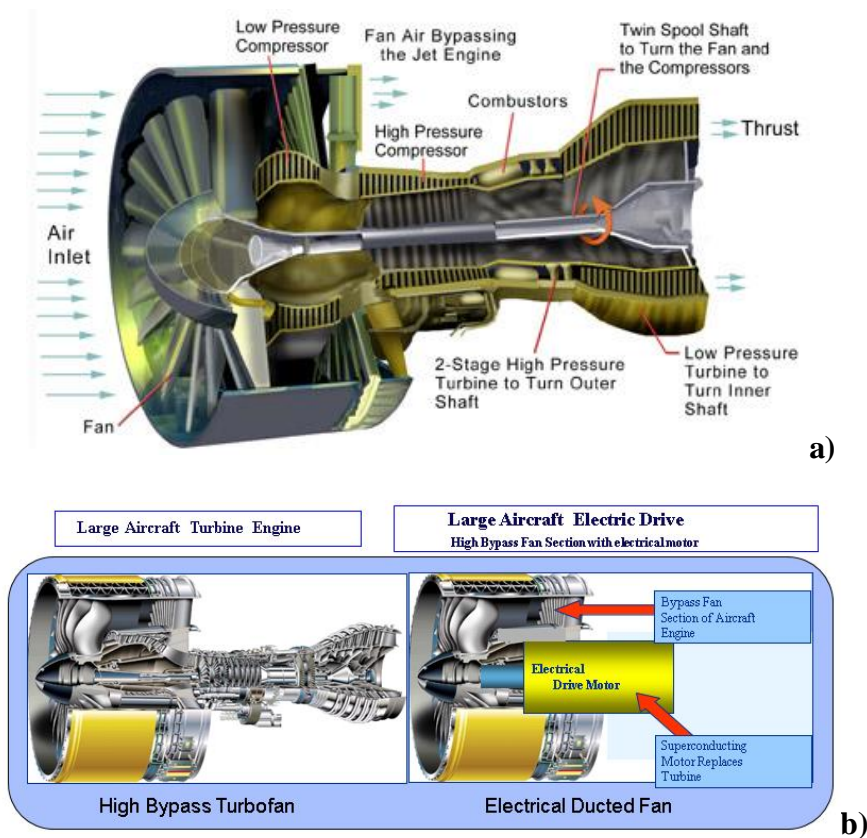 Low Pressure
Compressor
Fan Air Bypassing
the Jet Engine
Twin Spool Shaft
to Turn the Fan and
the Compressors
Combustors
High Pressure
Compressor
Thrust
Air
Inlet
2-Stage High Pressure
Turbine to Turn Outer
Shaft
Low Pressure
Turbine to
Turn Inner
Shaft
Fan
a)
Large Aircraft Turbine Engine
Large Aircraft Electric Drive
High Bypass Fan Section with electrical motor
Bypass Fan
Section of Aircraft
Engine
Electrical
Drive Motor
Superconducting
Motor Replaces
Turbine
High Bypass Turbofan
Electrical Ducted Fan
b)